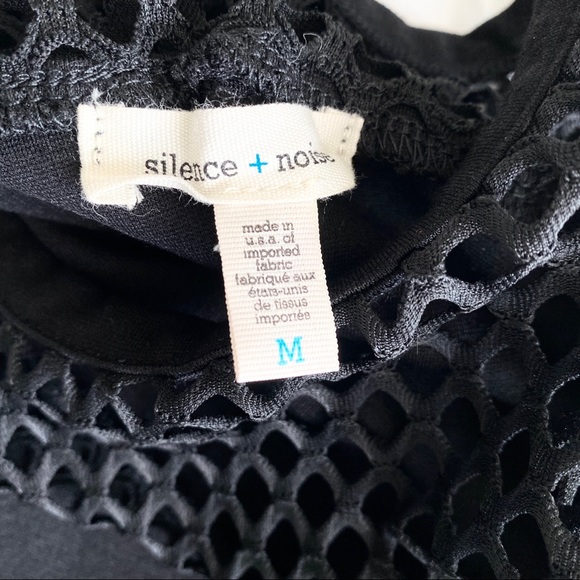 silence + noise
made in
u.s.a. of
imported
fabric
fabriqué aux
états-unis
de tissus
importés
M